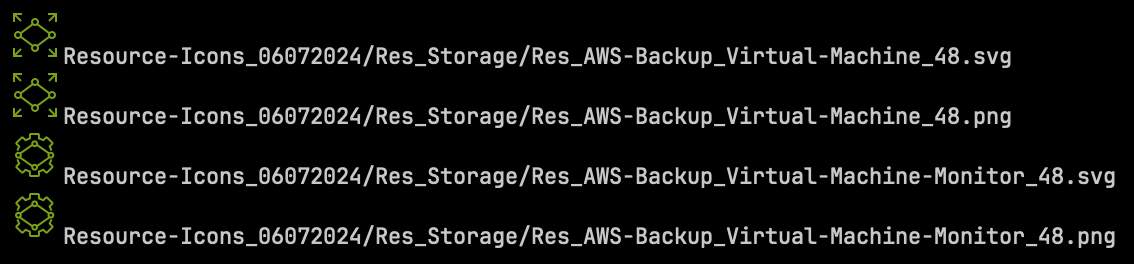 Resource-Icons_06072024/Res_Storage/Res_AWS-Backup_Virtual-Machine_48.svg
Resource-Icons_06072024/Res_Storage/Res_AWS-Backup_Virtual-Machine_48.png
Resource-Icons_06072024/Res_Storage/Res_AWS-Backup_Virtual-Machine-Monitor_48.svg
Resource-Icons_06072024/Res_Storage/Res_AWS-Backup_Virtual-Machine-Monitor_48.png